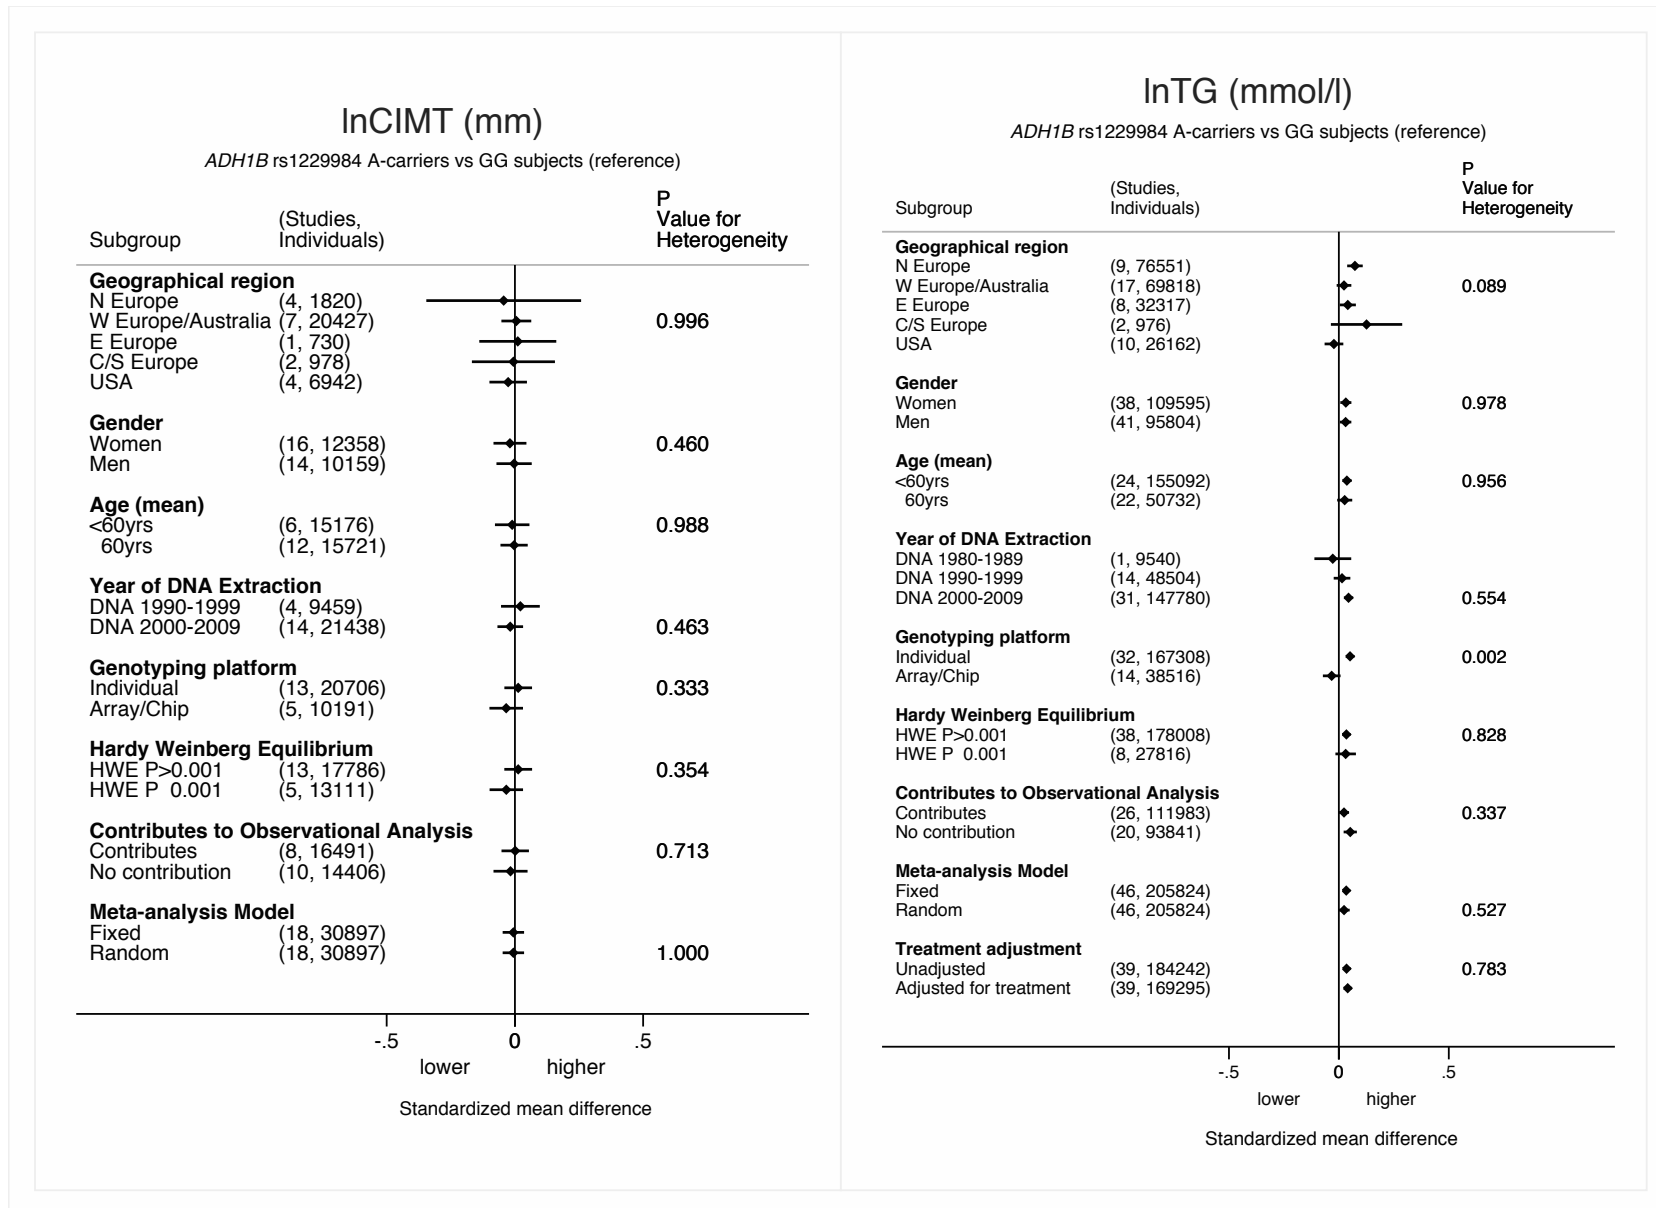 lnCIMT (mm)
ADH1B rs1229984 A-carriers vs GG subjects (reference)
P
(Studies, Value for
Subgroup Individuals) Heterogeneity
Geographical region
N Europe (4, 1820)
W Europe/Australia (7, 20427) 0.996
E Europe (1, 730)
C/S Europe (2, 978)
USA (4, 6942)
Gender
Women (16, 12358) 0.460
Men (14, 10159)
Age (mean)
<60yrs (6, 15176) 0.988
60yrs (12, 15721)
Year of DNA Extraction
DNA 1990-1999 (4, 9459)
DNA 2000-2009 (14, 21438) 0.463
Genotyping platform
Individual (13, 20706) 0.333
Array/Chip (5, 10191)
Hardy Weinberg Equilibrium
HWE P>0.001 (13, 17786) 0.354
HWE P 0.001 (5, 13111)
Contributes to Observational Analysis
Contributes (8, 16491) 0.713
No contribution (10, 14406)
Meta-analysis Model
Fixed (18, 30897)
Random (18, 30897) 1.000
-.5 0 .5
lower higher
Standardized mean difference
lnTG (mmol/l)
ADH1B rs1229984 A-carriers vs GG subjects (reference)
P
(Studies, Value for
Subgroup Individuals) Heterogeneity
Geographical region
N Europe (9, 76551)
W Europe/Australia (17, 69818) 0.089
E Europe (8, 32317)
C/S Europe (2, 976)
USA (10, 26162)
Gender
Women (38, 109595) 0.978
Men (41, 95804)
Age (mean)
<60yrs (24, 155092) 0.956
60yrs (22, 50732)
Year of DNA Extraction
DNA 1980-1989 (1, 9540)
DNA 1990-1999 (14, 48504)
DNA 2000-2009 (31, 147780) 0.554
Genotyping platform
Individual (32, 167308) 0.002
Array/Chip (14, 38516)
Hardy Weinberg Equilibrium
HWE P>0.001 (38, 178008) 0.828
HWE P 0.001 (8, 27816)
Contributes to Observational Analysis
Contributes (26, 111983) 0.337
No contribution (20, 93841)
Meta-analysis Model
Fixed (46, 205824)
Random (46, 205824) 0.527
Treatment adjustment
Unadjusted (39, 184242) 0.783
Adjusted for treatment (39, 169295)
-.5 0 .5
lower higher
Standardized mean difference